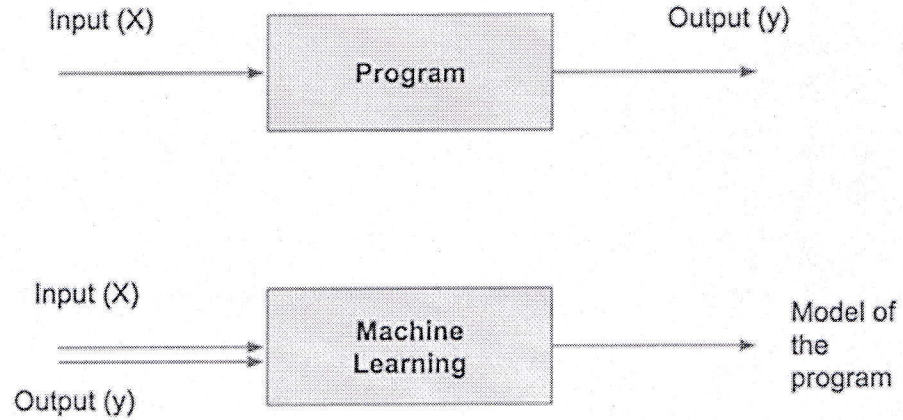 Input (X)
Output (y)
Program
Input (X)
Machine
Learning
Output (y)
Model of
the
program